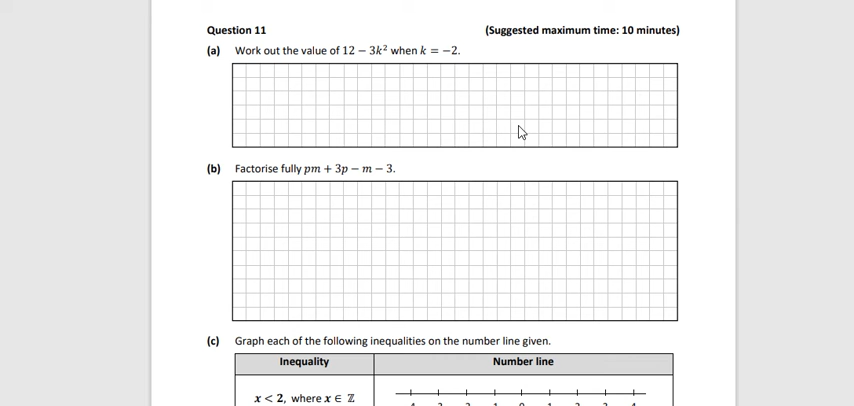 Question 11 (Suggested maximum time: 10 minutes)
(a) Work out the value of 12 − 3k² when k = −2.
(b) Factorise fully pm + 3p − m − 3.
(c) Graph each of the following inequalities on the number line given.
Inequality Number line
x < 2, where x ∈ ℤ